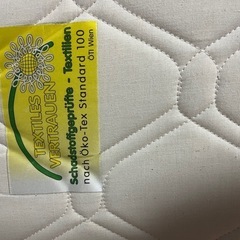 TEXTILES
VERTRAUEN
Schadstoffgeprüfte - Textilien
nach Öko-Tex Standard 100
ÖTI Wien